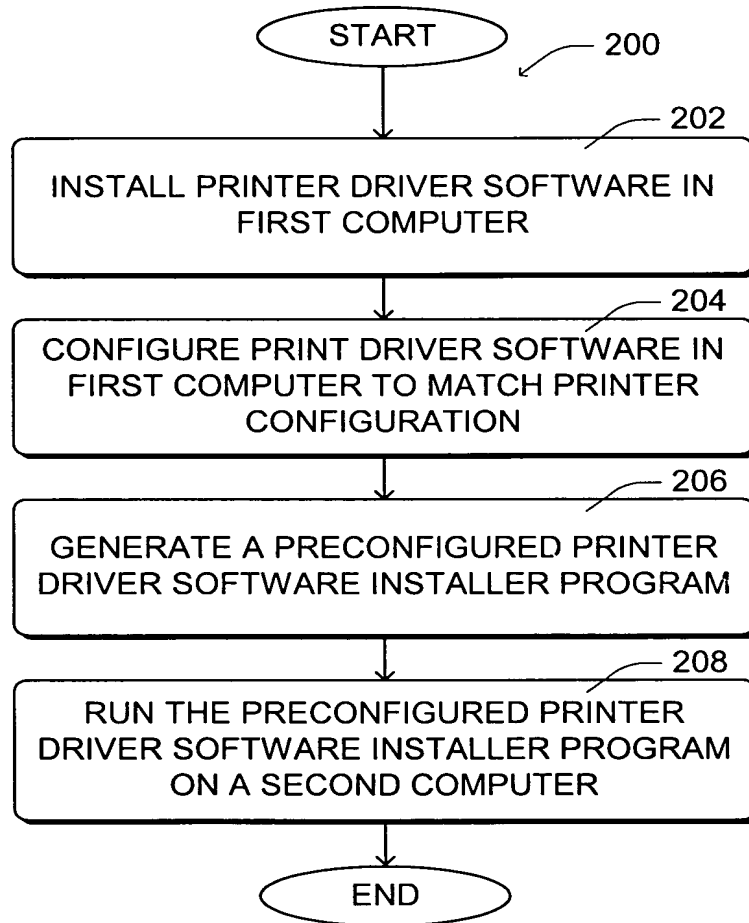 START
200
202
INSTALL PRINTER DRIVER SOFTWARE IN
FIRST COMPUTER
204
CONFIGURE PRINT DRIVER SOFTWARE IN
FIRST COMPUTER TO MATCH PRINTER
CONFIGURATION
206
GENERATE A PRECONFIGURED PRINTER
DRIVER SOFTWARE INSTALLER PROGRAM
208
RUN THE PRECONFIGURED PRINTER
DRIVER SOFTWARE INSTALLER PROGRAM
ON A SECOND COMPUTER
END